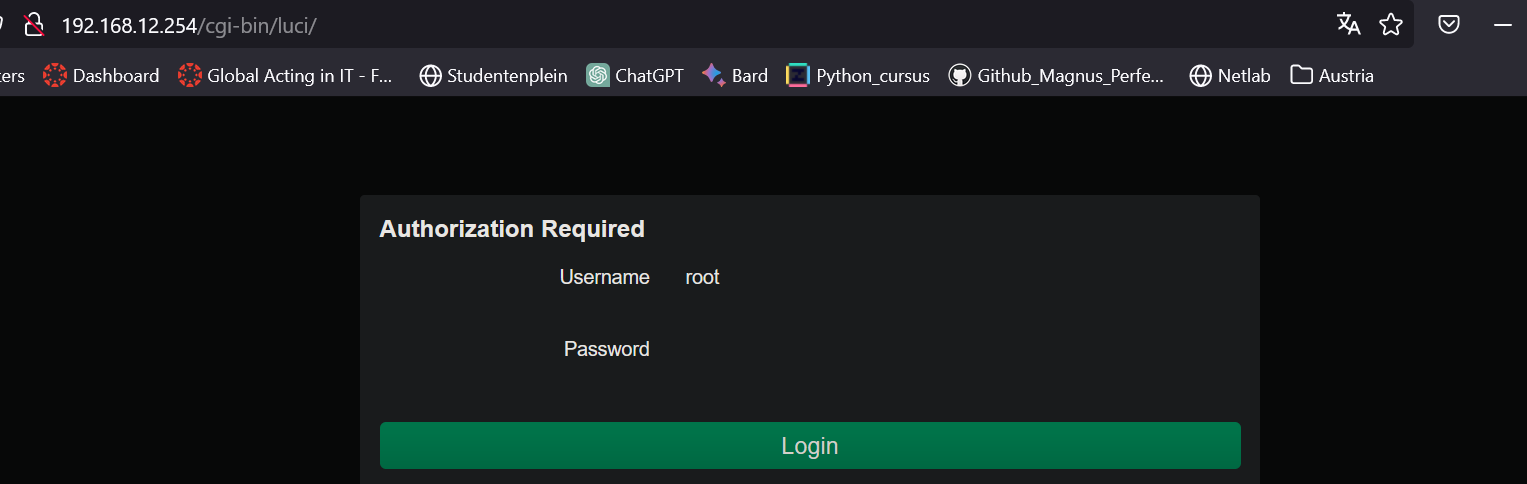 192.168.12.254/cgi-bin/luci/
ters Dashboard Global Acting in IT - F... Studentenplein ChatGPT Bard Python_cursus Github_Magnus_Perfe... Netlab Austria
Authorization Required
Username root
Password
Login